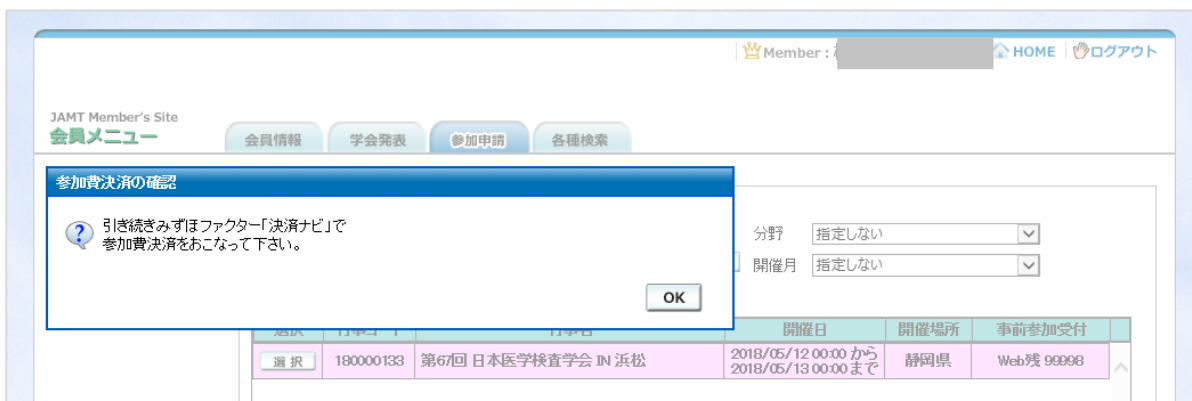 Member :
HOME
ログアウト
JAMT Member's Site
会員メニュー
会員情報
学会発表
参加申請
各種検索
参加費決済の確認
引き続きみずほファクター「決済ナビ」で
参加費決済をおこなって下さい。
OK
分野 指定しない
開催月 指定しない
開催日 開催場所 事前参加受付
選択 180000133 第67回 日本医学検査学会 IN 浜松 2018/05/12 00:00 から 静岡県 Web残 99998
2018/05/13 00:00 まで